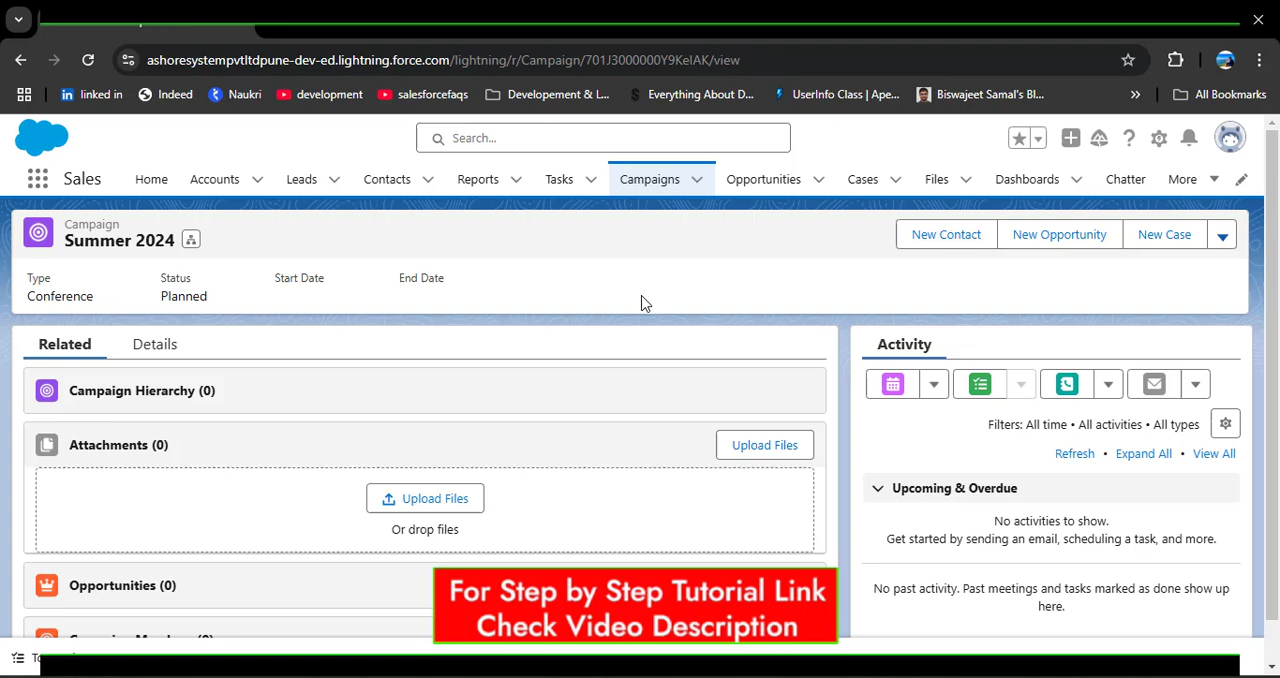 ashoresystempvtltdpune-dev-ed.lightning.force.com/lightning/r/Campaign/701J3000000Y9KeIAK/view
linked in
Indeed
Naukri
development
salesforcefaqs
Developement & L...
Everything About D...
UserInfo Class | Ape...
Biswajeet Samal's Bl...
»
All Bookmarks
Search...
Sales
Home
Accounts
Leads
Contacts
Reports
Tasks
Campaigns
Opportunities
Cases
Files
Dashboards
Chatter
More
Campaign
Summer 2024
New Contact
New Opportunity
New Case
Type
Status
Start Date
End Date
Conference
Planned
Related
Details
Activity
Campaign Hierarchy (0)
Attachments (0)
Upload Files
Upload Files
Or drop files
Opportunities (0)
Filters: All time • All activities • All types
Refresh • Expand All • View All
Upcoming & Overdue
No activities to show.
Get started by sending an email, scheduling a task, and more.
No past activity. Past meetings and tasks marked as done show up
here.
For Step by Step Tutorial Link
Check Video Description